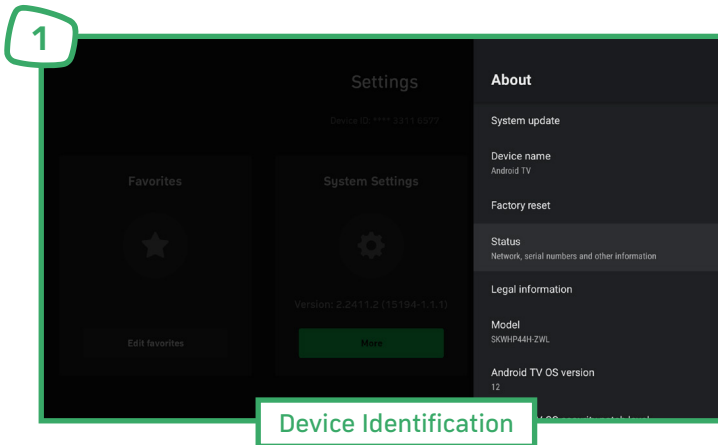 1
Settings
Device ID: **** 3311 6577
Favorites
System Settings
Version: 2.2411.2 (15194-1.1.1)
Edit favorites
More
About
System update
Device name
Android TV
Factory reset
Status
Network, serial numbers and other information
Legal information
Model
SKWHP44H-ZWL
Android TV OS version
12
Device Identification